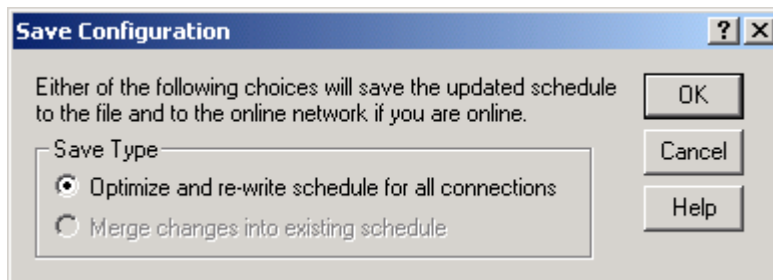 Save Configuration
Either of the following choices will save the updated schedule
to the file and to the online network if you are online.
OK
Save Type
Cancel
Optimize and re-write schedule for all connections
Merge changes into existing schedule
Help